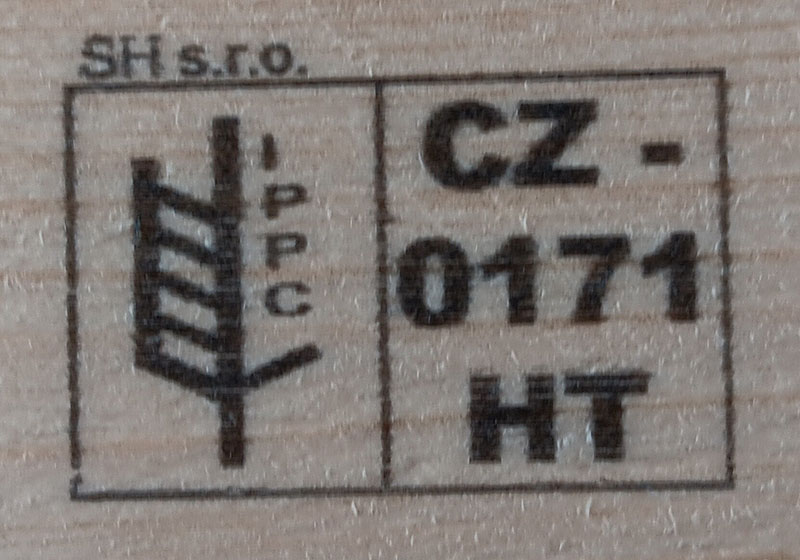 SH s.r.o.
IPPC
CZ -
0171
HT